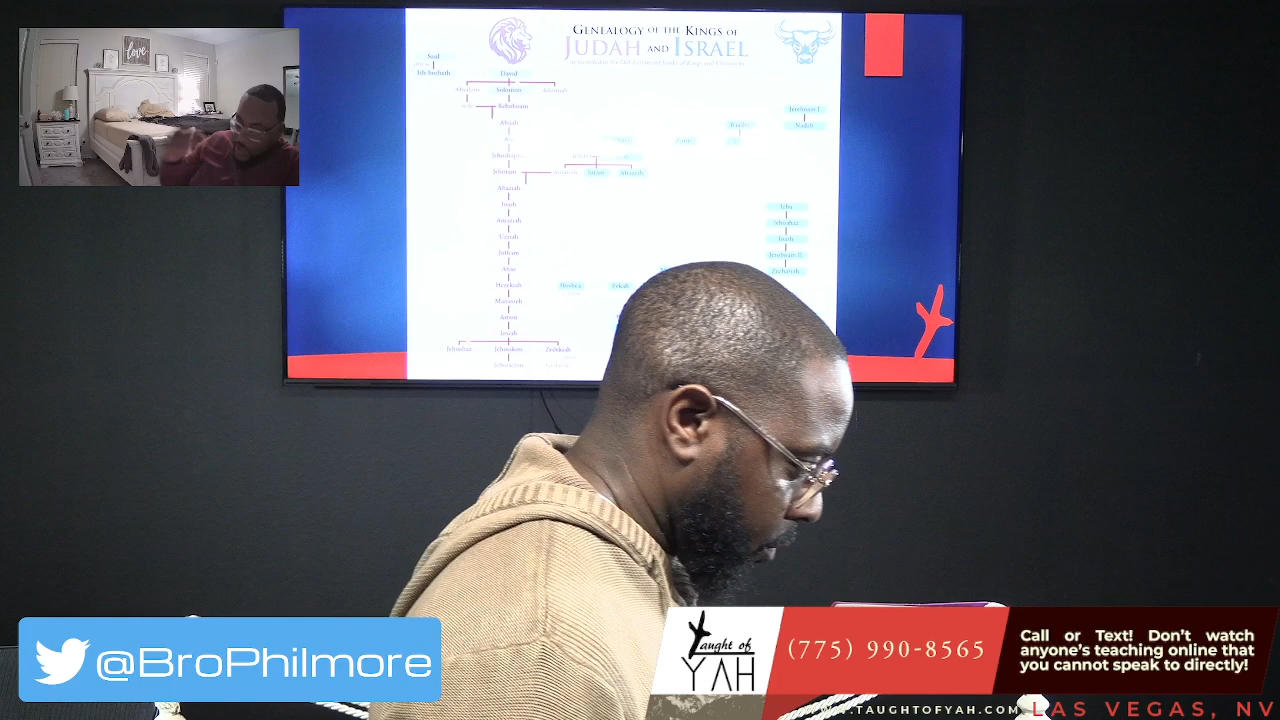 love
GENEALOGY OF THE KINGS OF
JUDAH AND ISRAEL
Saul
Ish-bosheth
David
Solomon
Rehoboam
Abijah
Jehoram
Ahaziah
Joash
Amaziah
Uzziah
Jotham
Ahaz
Hezekiah
Manasseh
Amon
Josiah
Jehoahaz
Jehoiakim
Zedekiah
Jehoiachin
Ahaziah
Hoshea
Pekah
Jeroboam I
Nadab
Jehu
Jehoahaz
Joash
Jeroboam II
Zechariah
@BroPhilmore
Taught of
YAH
(775) 990-8565
Call or Text! Don't watch
anyone's teaching online that
you cannot speak to directly!
WWW.TAUGHTOFYAH.COM
LAS VEGAS, NV